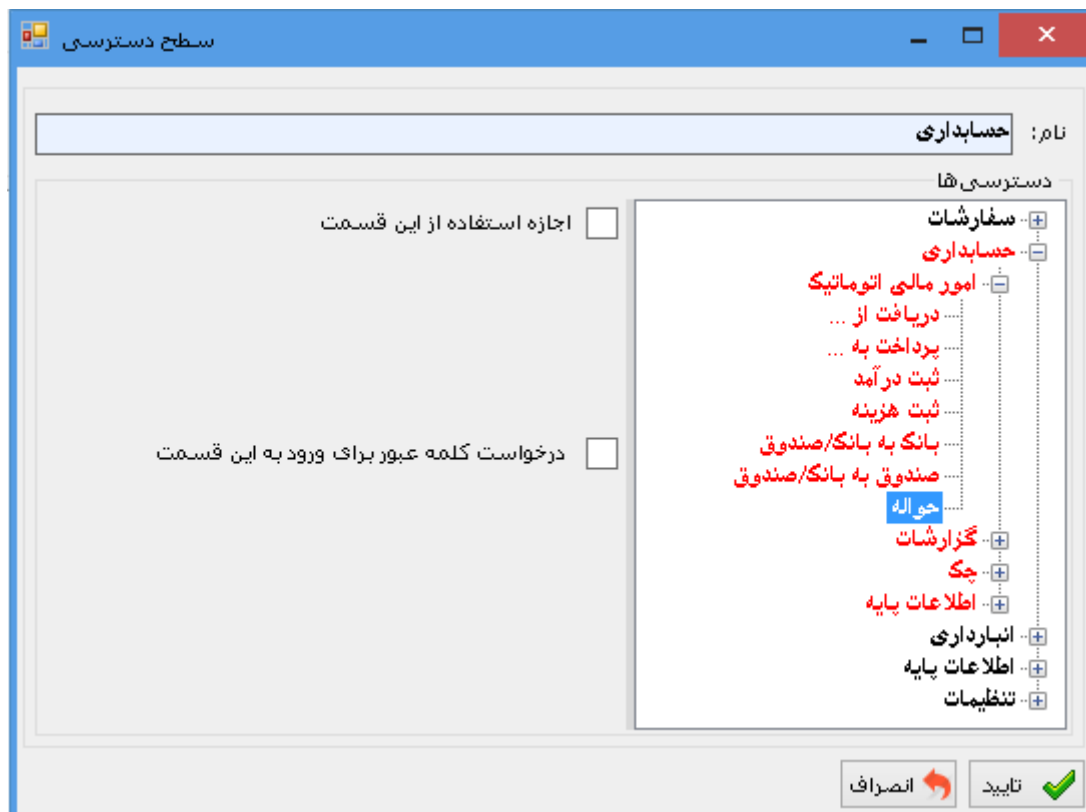 سطح دسترسی
نام: حسابداری
دسترسی‌ها
سفارشات
حسابداری
امور مالی اتوماتیک
دریافت از ...
پرداخت به ...
ثبت درآمد
ثبت هزینه
بانک به بانک/صندوق
صندوق به بانک/صندوق
حواله
گزارشات
چک
اطلاعات پایه
انبارداری
اطلاعات پایه
تنظیمات
اجازه استفاده از این قسمت
درخواست کلمه عبور برای ورود به این قسمت
تایید
انصراف